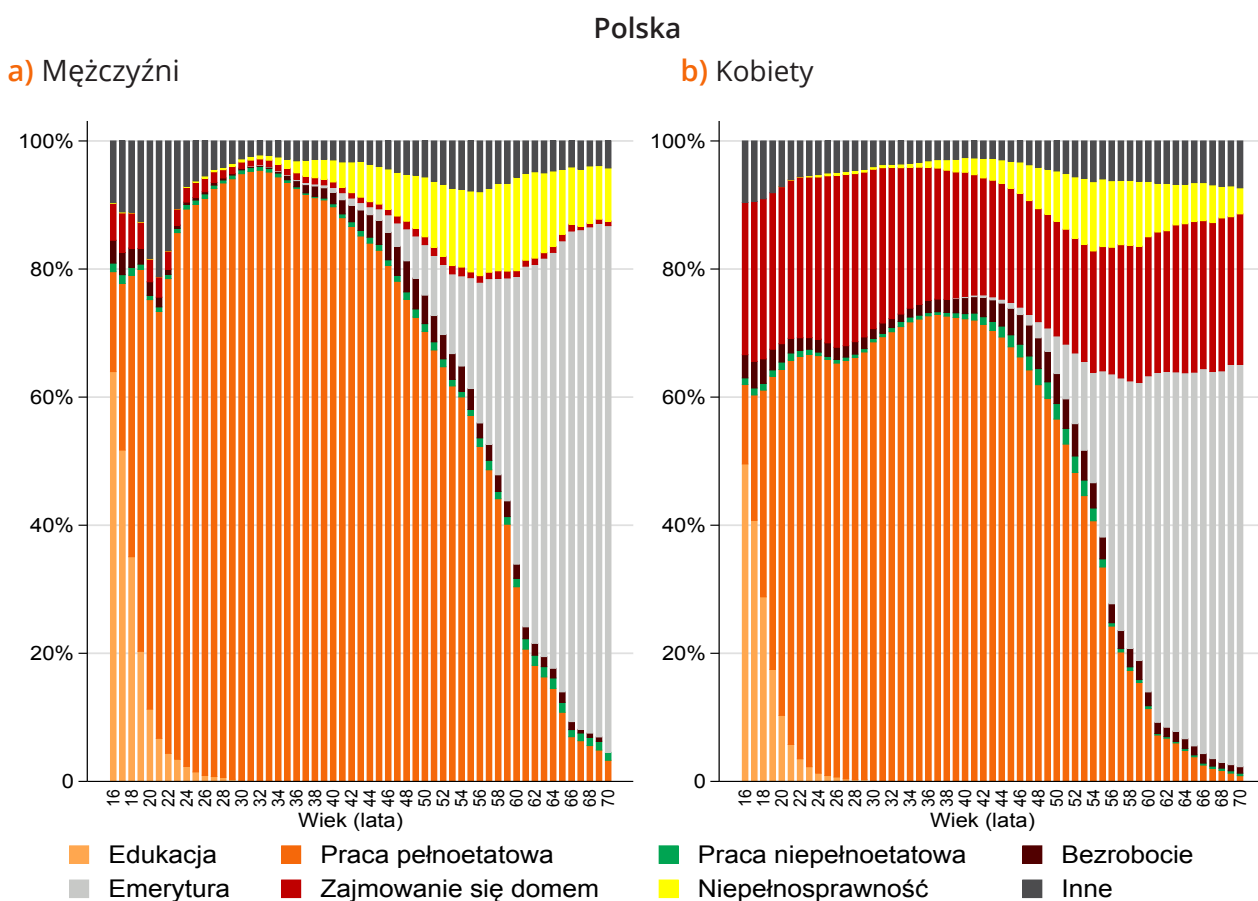 Polska
a) Mężczyźni
b) Kobiety
100%
80%
60%
40%
20%
0
16 18 20 22 24 26 28 30 32 34 36 38 40 42 44 46 48 50 52 54 56 58 60 62 64 66 68 70
Wiek (lata)
100%
80%
60%
40%
20%
0
16 18 20 22 24 26 28 30 32 34 36 38 40 42 44 46 48 50 52 54 56 58 60 62 64 66 68 70
Wiek (lata)
Edukacja Praca pełnoetatowa Praca niepełnoetatowa Bezrobocie
Emerytura Zajmowanie się domem Niepełnosprawność Inne